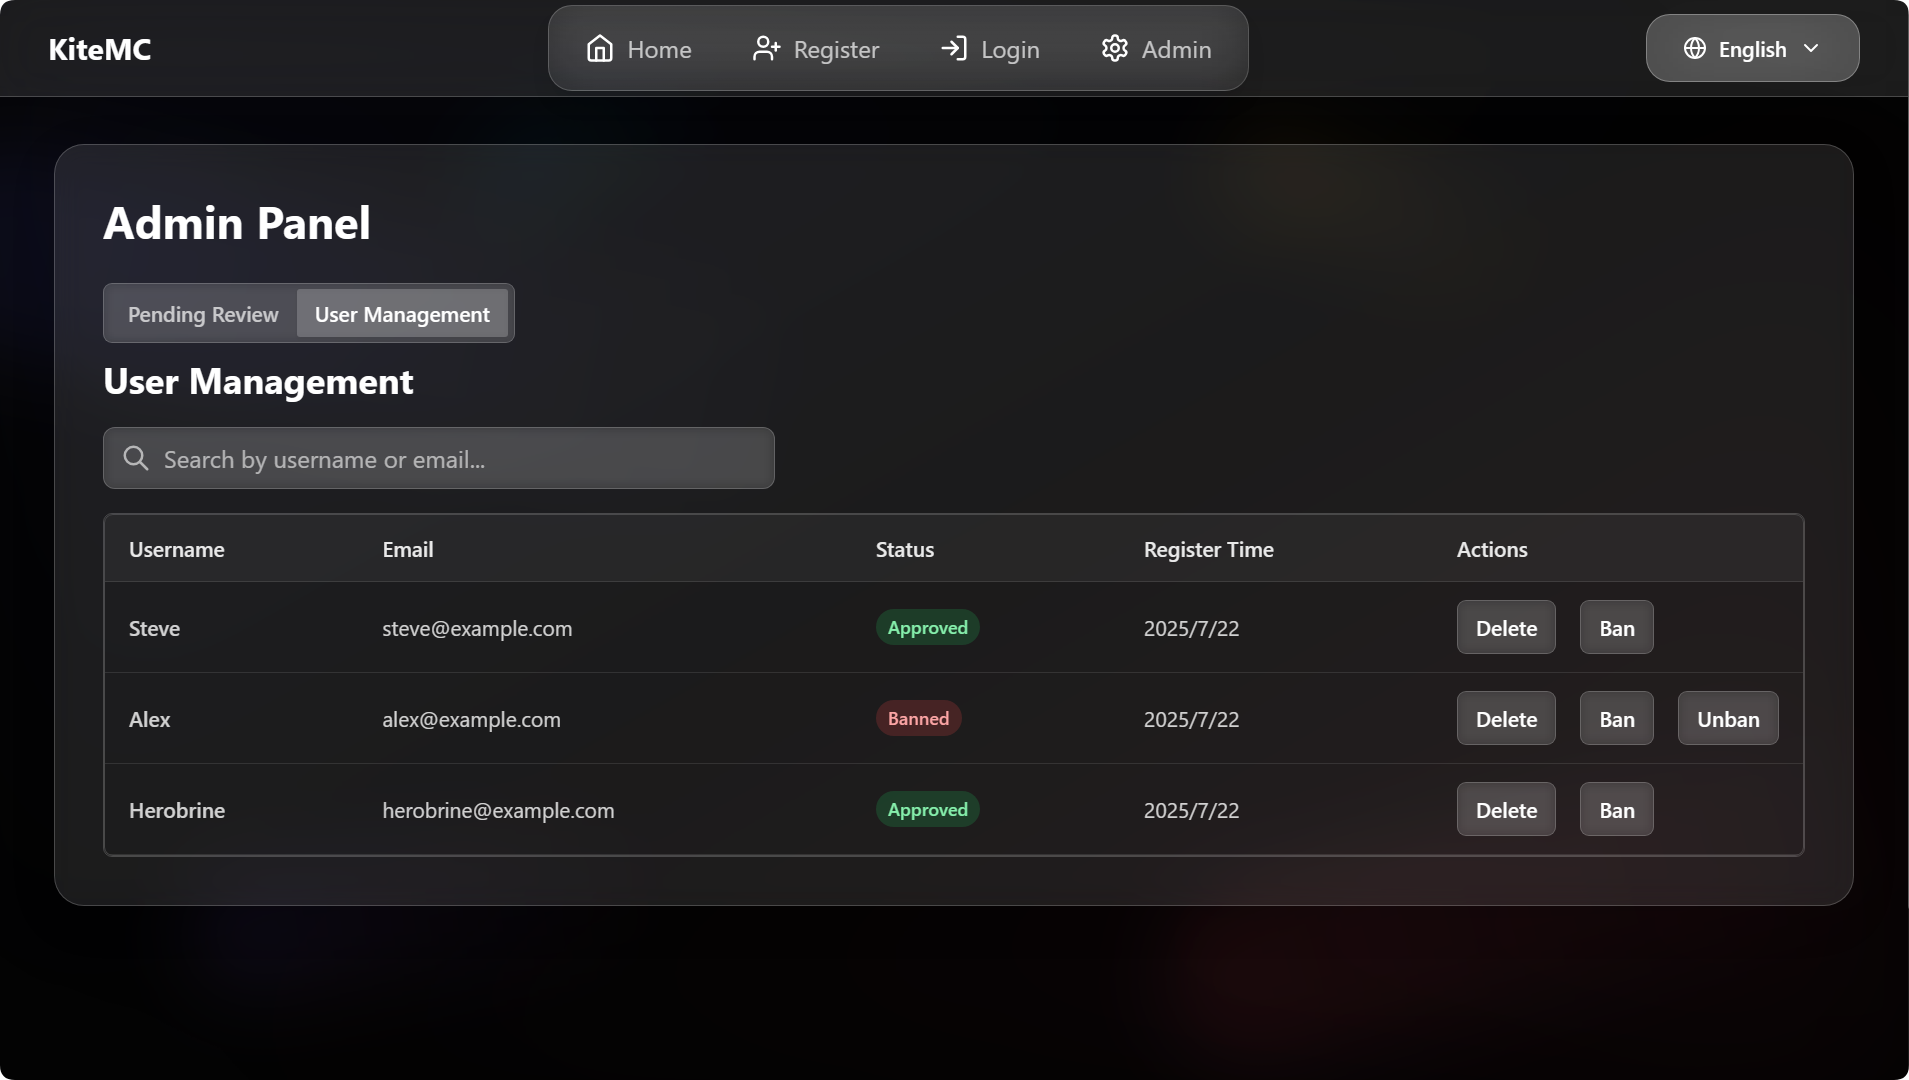 KiteMC
Home
Register
Login
Admin
English
Admin Panel
Pending Review
User Management
User Management
Search by username or email...
Username Email Status Register Time Actions
Steve steve@example.com Approved 2025/7/22 Delete Ban
Alex alex@example.com Banned 2025/7/22 Delete Ban Unban
Herobrine herobrine@example.com Approved 2025/7/22 Delete Ban